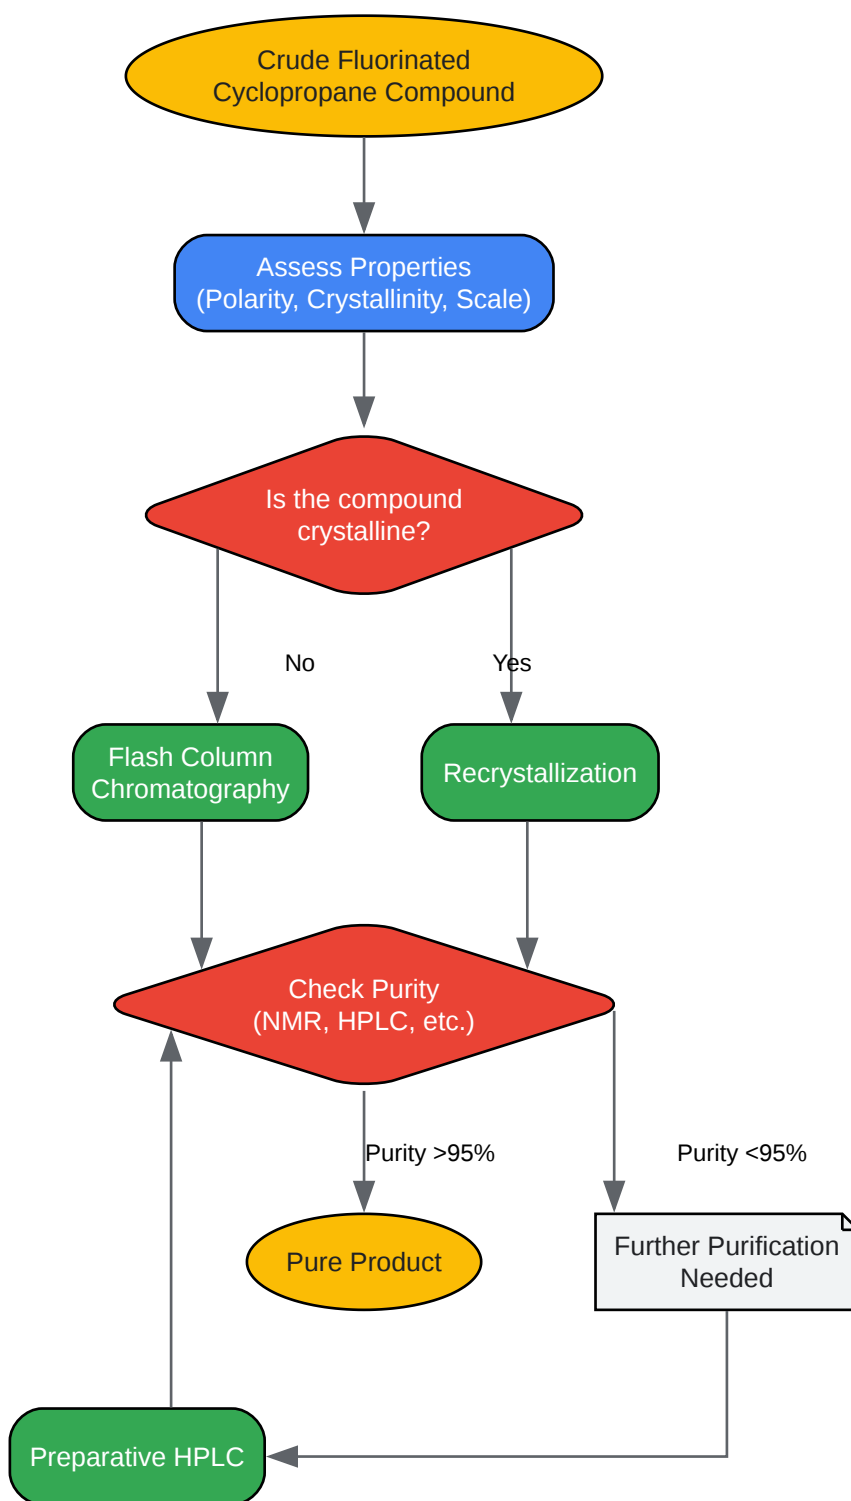 Crude Fluorinated
Cyclopropane Compound
Assess Properties
(Polarity, Crystallinity, Scale)
Is the compound
crystalline?
No
Yes
Flash Column
Chromatography
Recrystallization
Check Purity
(NMR, HPLC, etc.)
Purity >95%
Purity <95%
Pure Product
Further Purification
Needed
Preparative HPLC